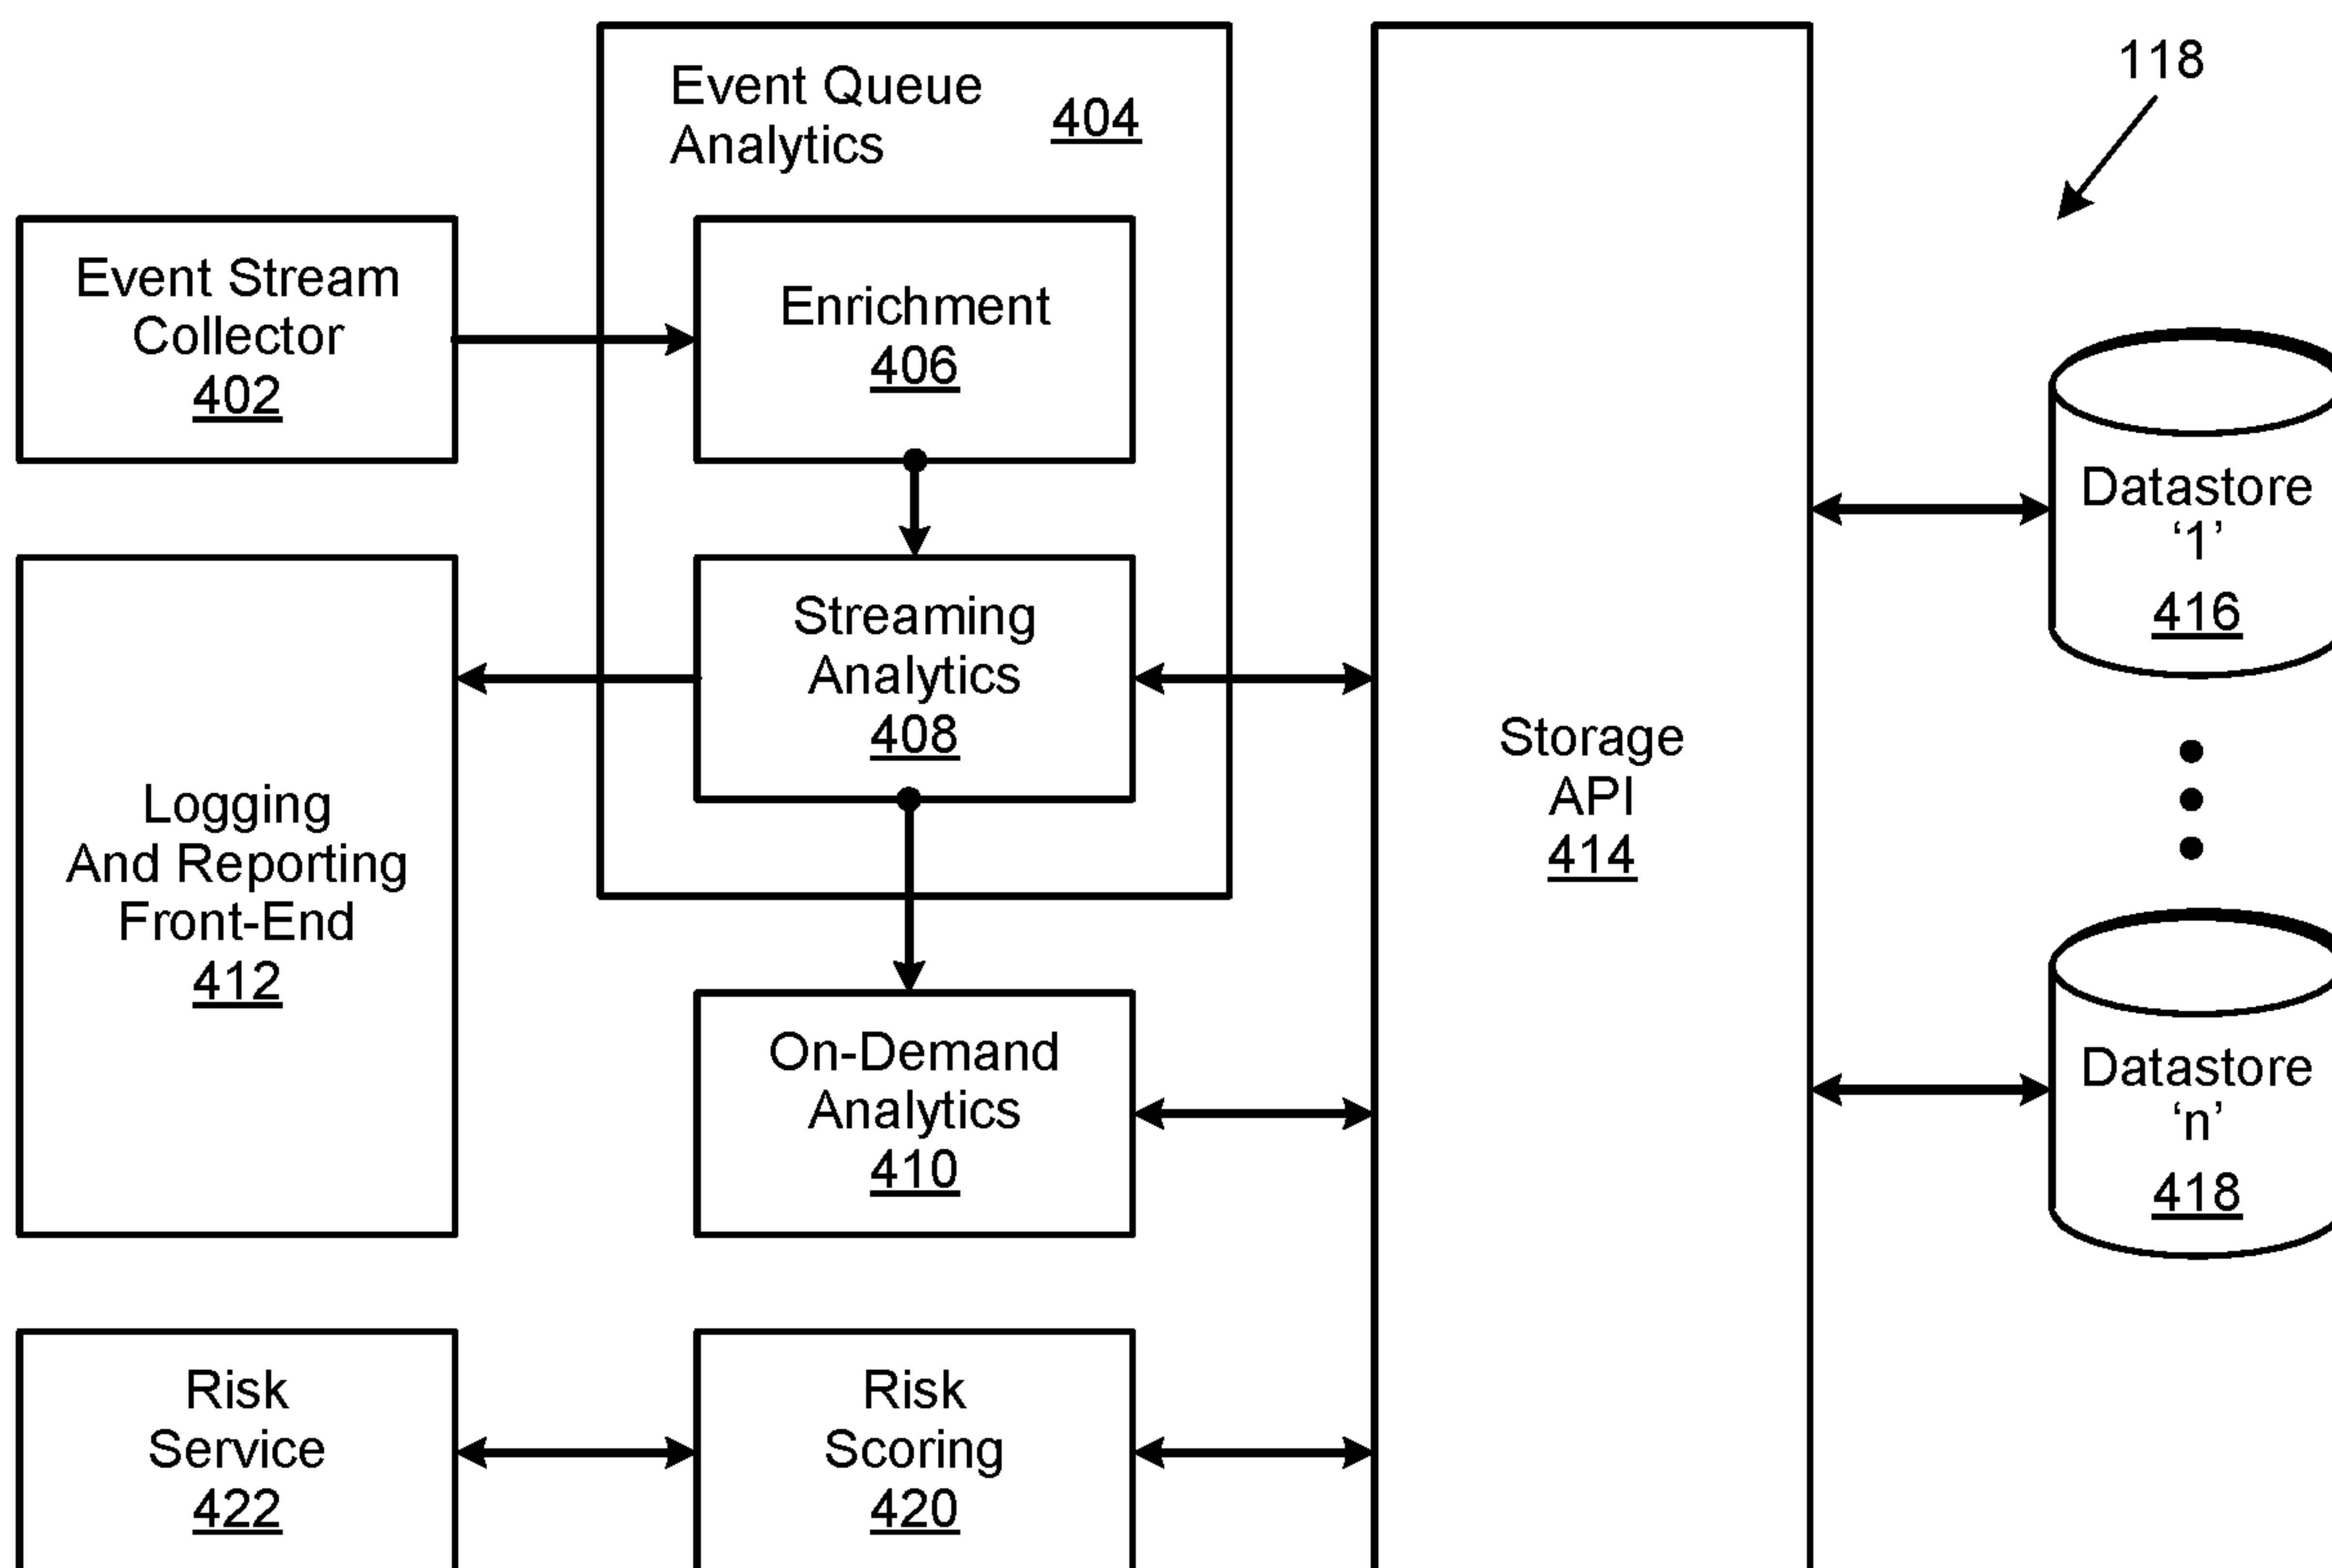 Event Queue
Analytics
404
118
Event Stream
Collector
402
Enrichment
406
Streaming
Analytics
408
Logging
And Reporting
Front-End
412
On-Demand
Analytics
410
Storage
API
414
Datastore
‘1’
416
Datastore
‘n’
418
Risk
Service
422
Risk
Scoring
420